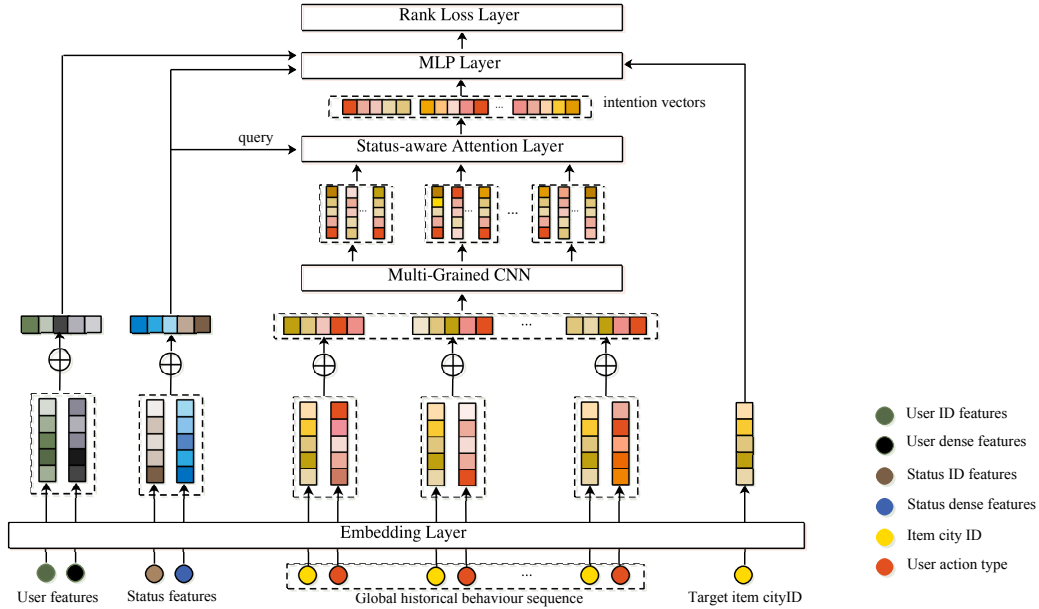 Rank Loss Layer
MLP Layer
intention vectors
...
query
Status-aware Attention Layer
... ... ... ...
Multi-Grained CNN
...
User ID features
User dense features
Status ID features
Status dense features
Item city ID
User action type
Embedding Layer
...
User features
Status features
Global historical behaviour sequence
Target item cityID